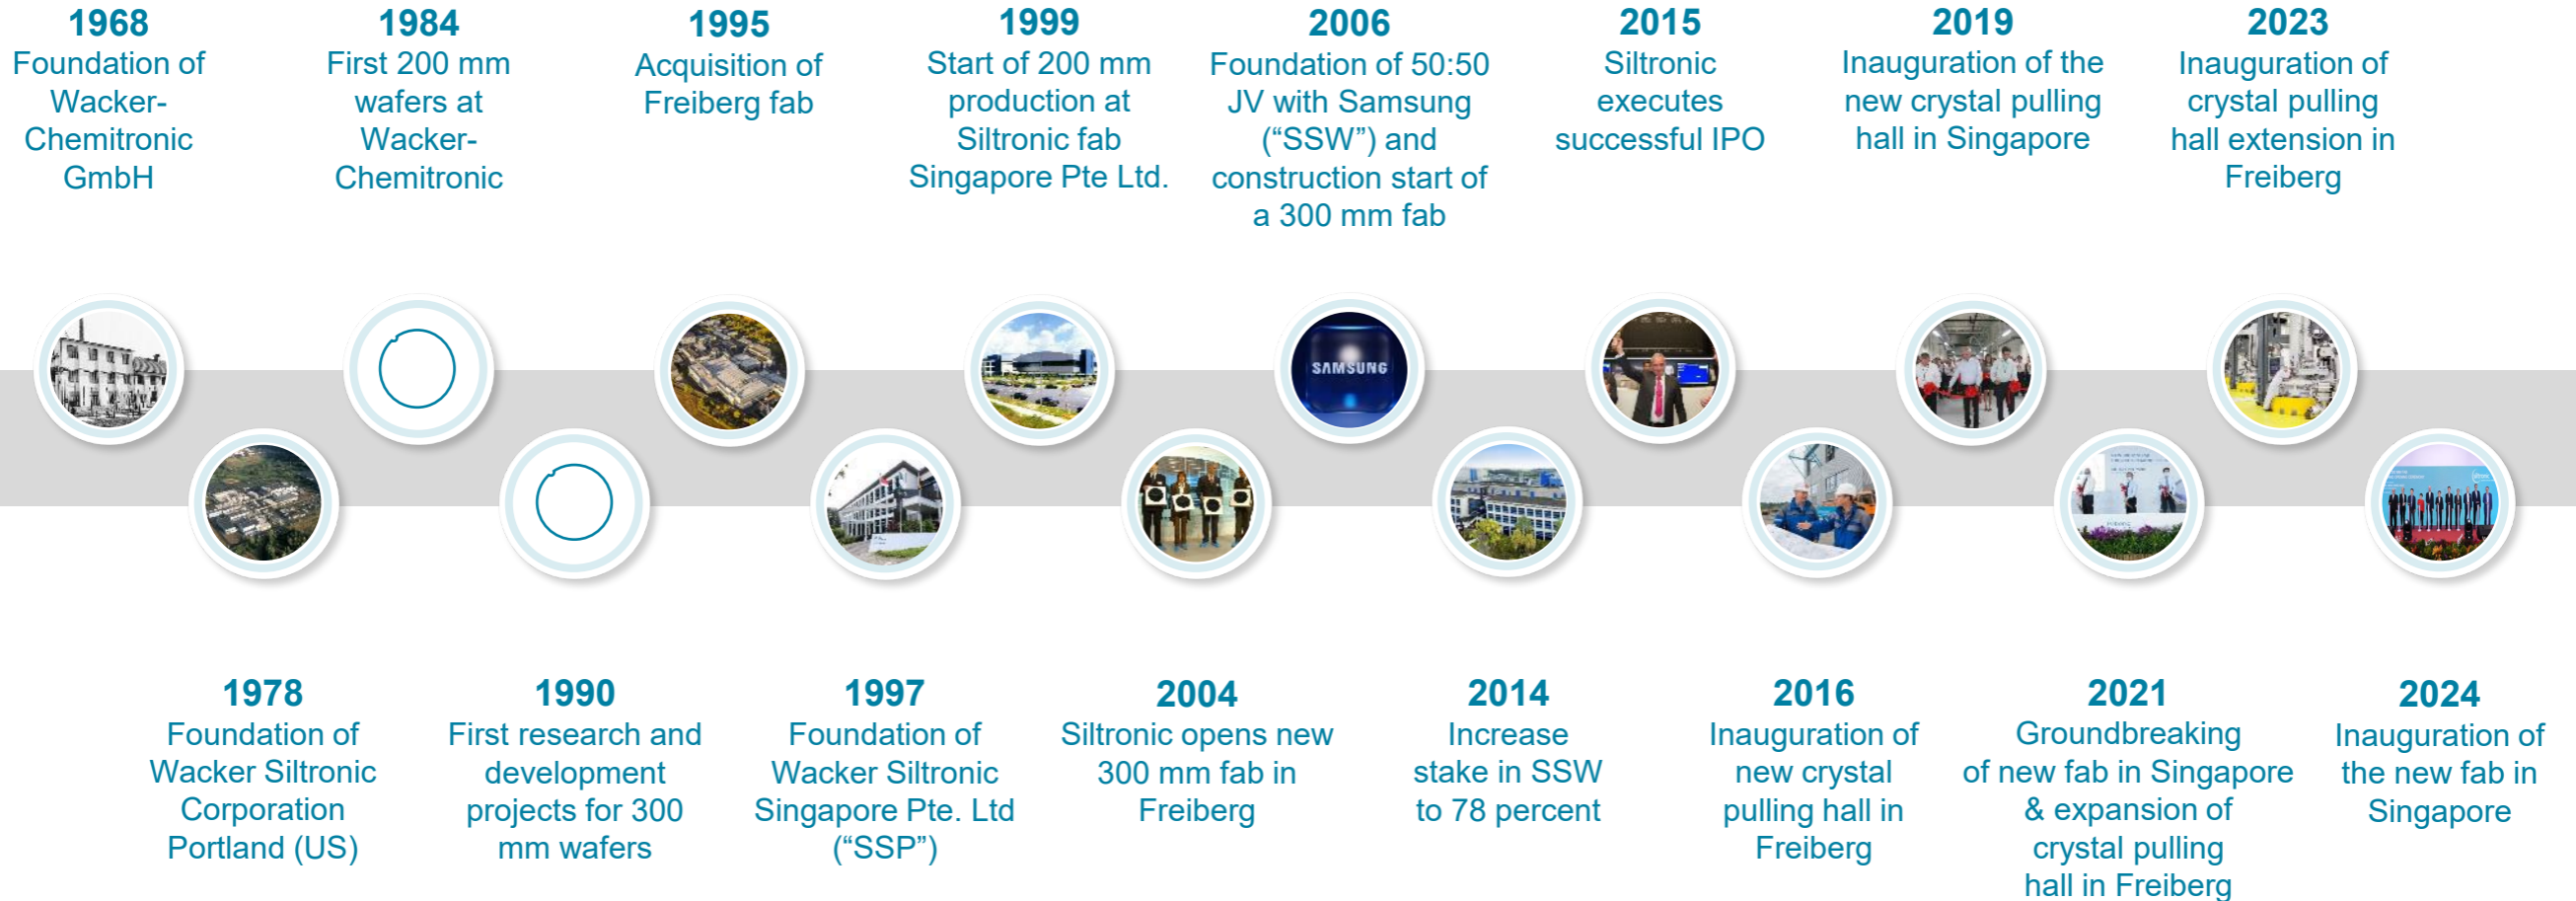 1968
Foundation of
Wacker-
Chemitronic
GmbH
1984
First 200 mm
wafers at
Wacker-
Chemitronic
1995
Acquisition of
Freiberg fab
1999
Start of 200 mm
production at
Siltronic fab
Singapore Pte Ltd.
2006
Foundation of 50:50
JV with Samsung
(“SSW”) and
construction start of
a 300 mm fab
2015
Siltronic
executes
successful IPO
2019
Inauguration of the
new crystal pulling
hall in Singapore
2023
Inauguration of
crystal pulling
hall extension in
Freiberg
SAMSUNG
1978
Foundation of
Wacker Siltronic
Corporation
Portland (US)
1990
First research and
development
projects for 300
mm wafers
1997
Foundation of
Wacker Siltronic
Singapore Pte. Ltd
(“SSP”)
2004
Siltronic opens new
300 mm fab in
Freiberg
2014
Increase
stake in SSW
to 78 percent
2016
Inauguration of
new crystal
pulling hall in
Freiberg
2021
Groundbreaking
of new fab in Singapore
& expansion of
crystal pulling
hall in Freiberg
2024
Inauguration of
the new fab in
Singapore